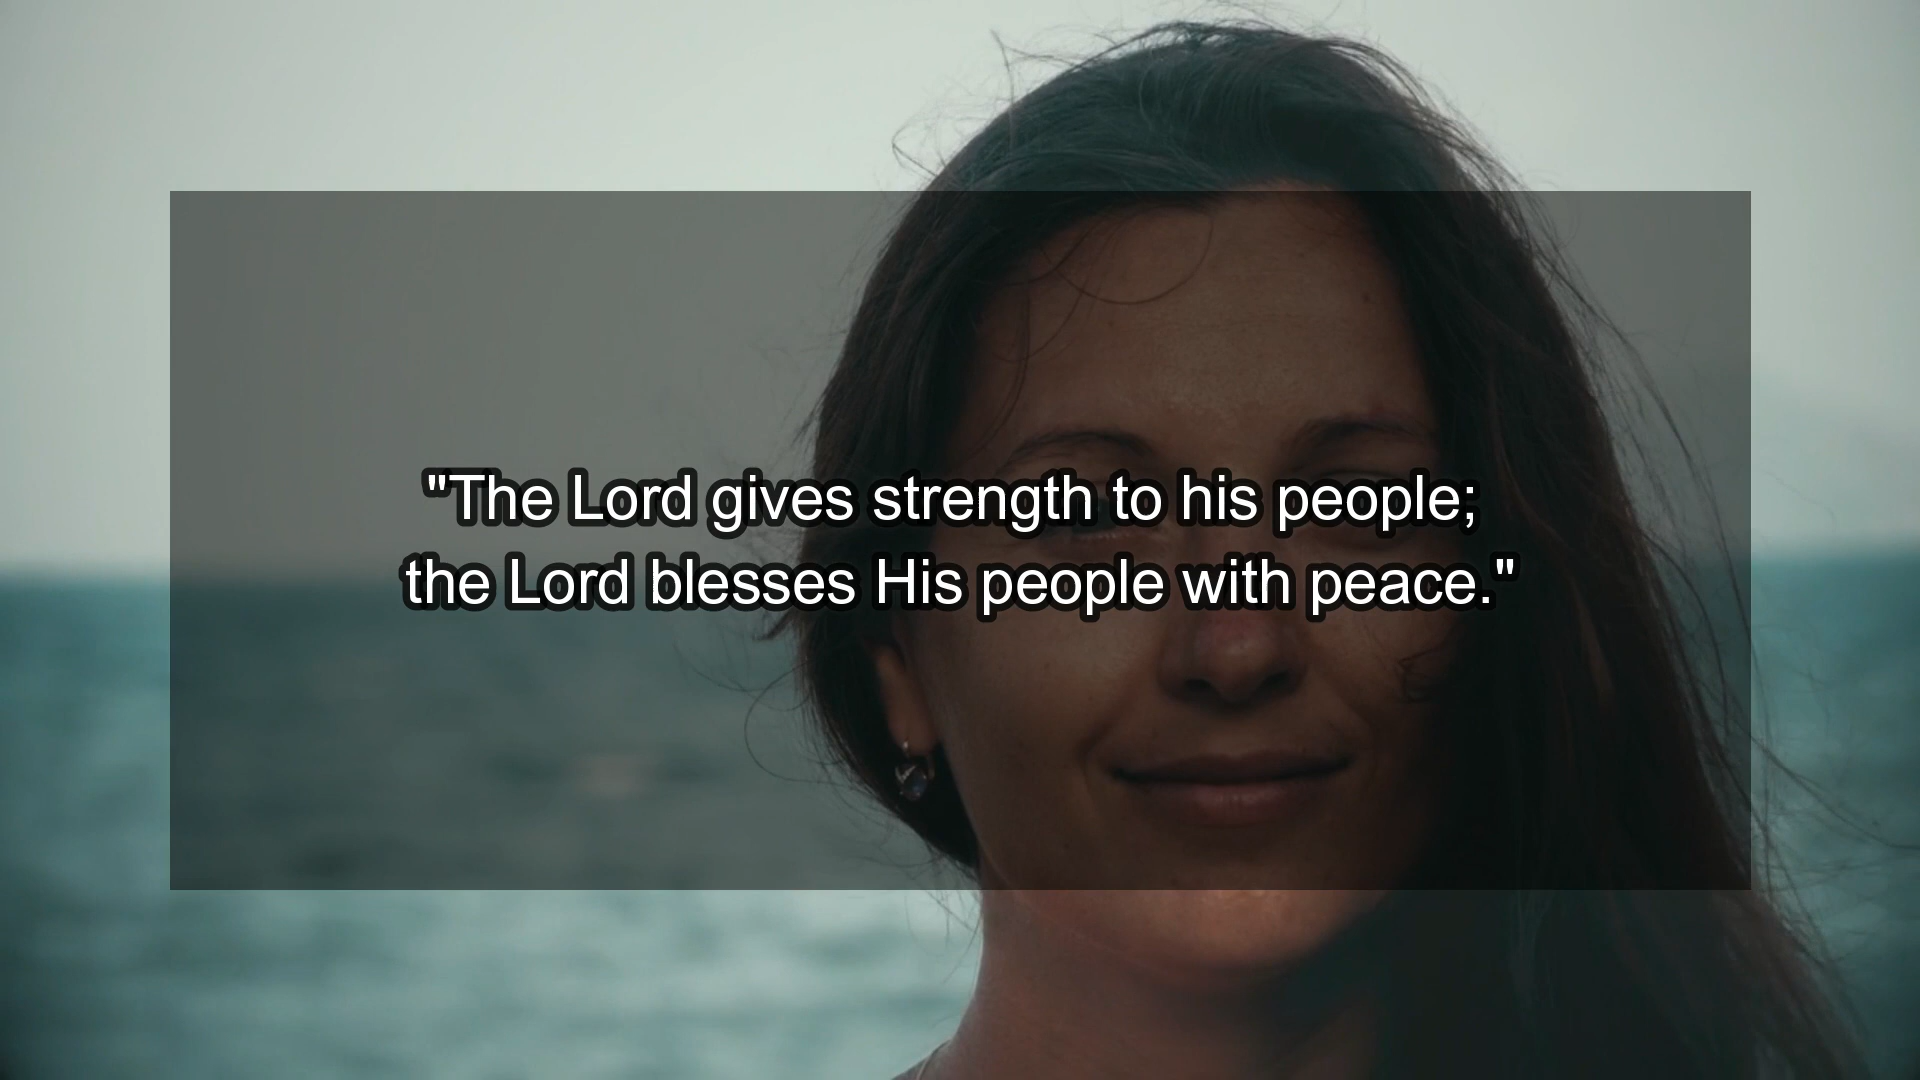 "The Lord gives strength to his people;
the Lord blesses His people with peace."